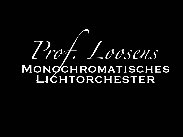 Prof. Loosens
MONOCHROMATISCHES
LICHTORCHESTER